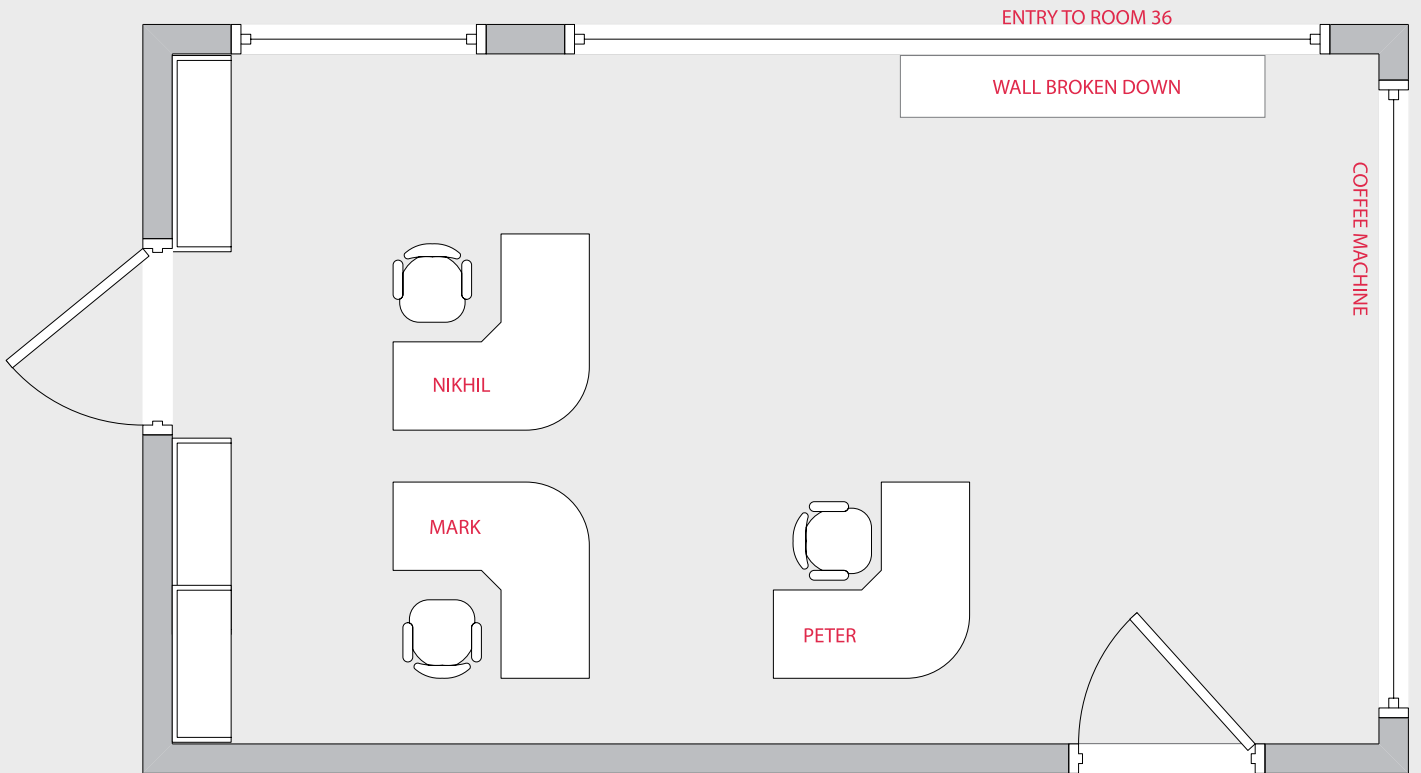 ENTRY TO ROOM 36
WALL BROKEN DOWN
COFFEE MACHINE
NIKHIL
MARK
PETER